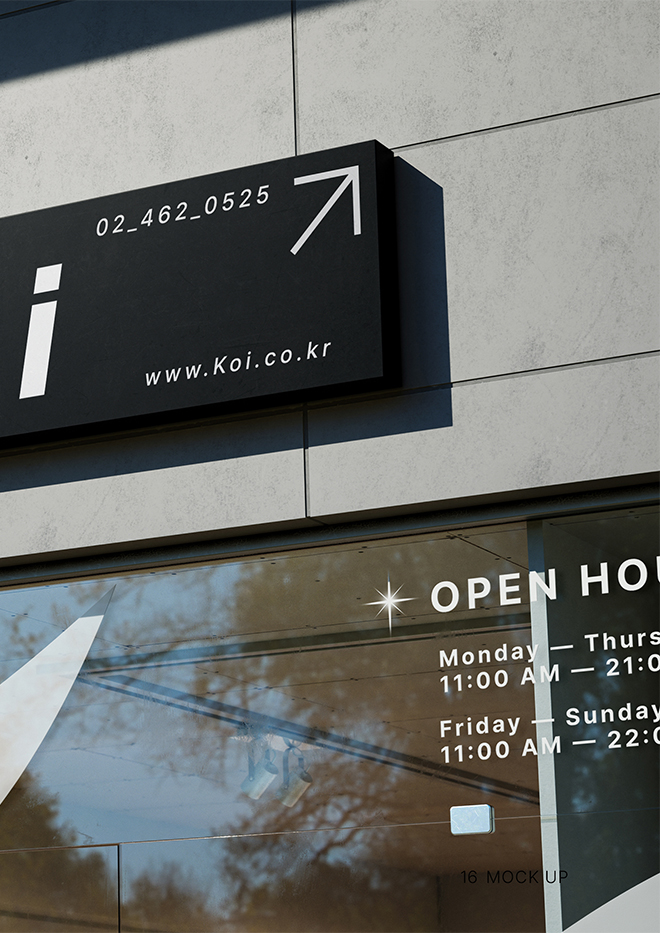 02_462_0525
i
www.Koi.co.kr
OPEN HOU
Monday — Thurs
11:00 AM — 21:0
Friday — Sunday
11:00 AM — 22:0
16 MOCK UP